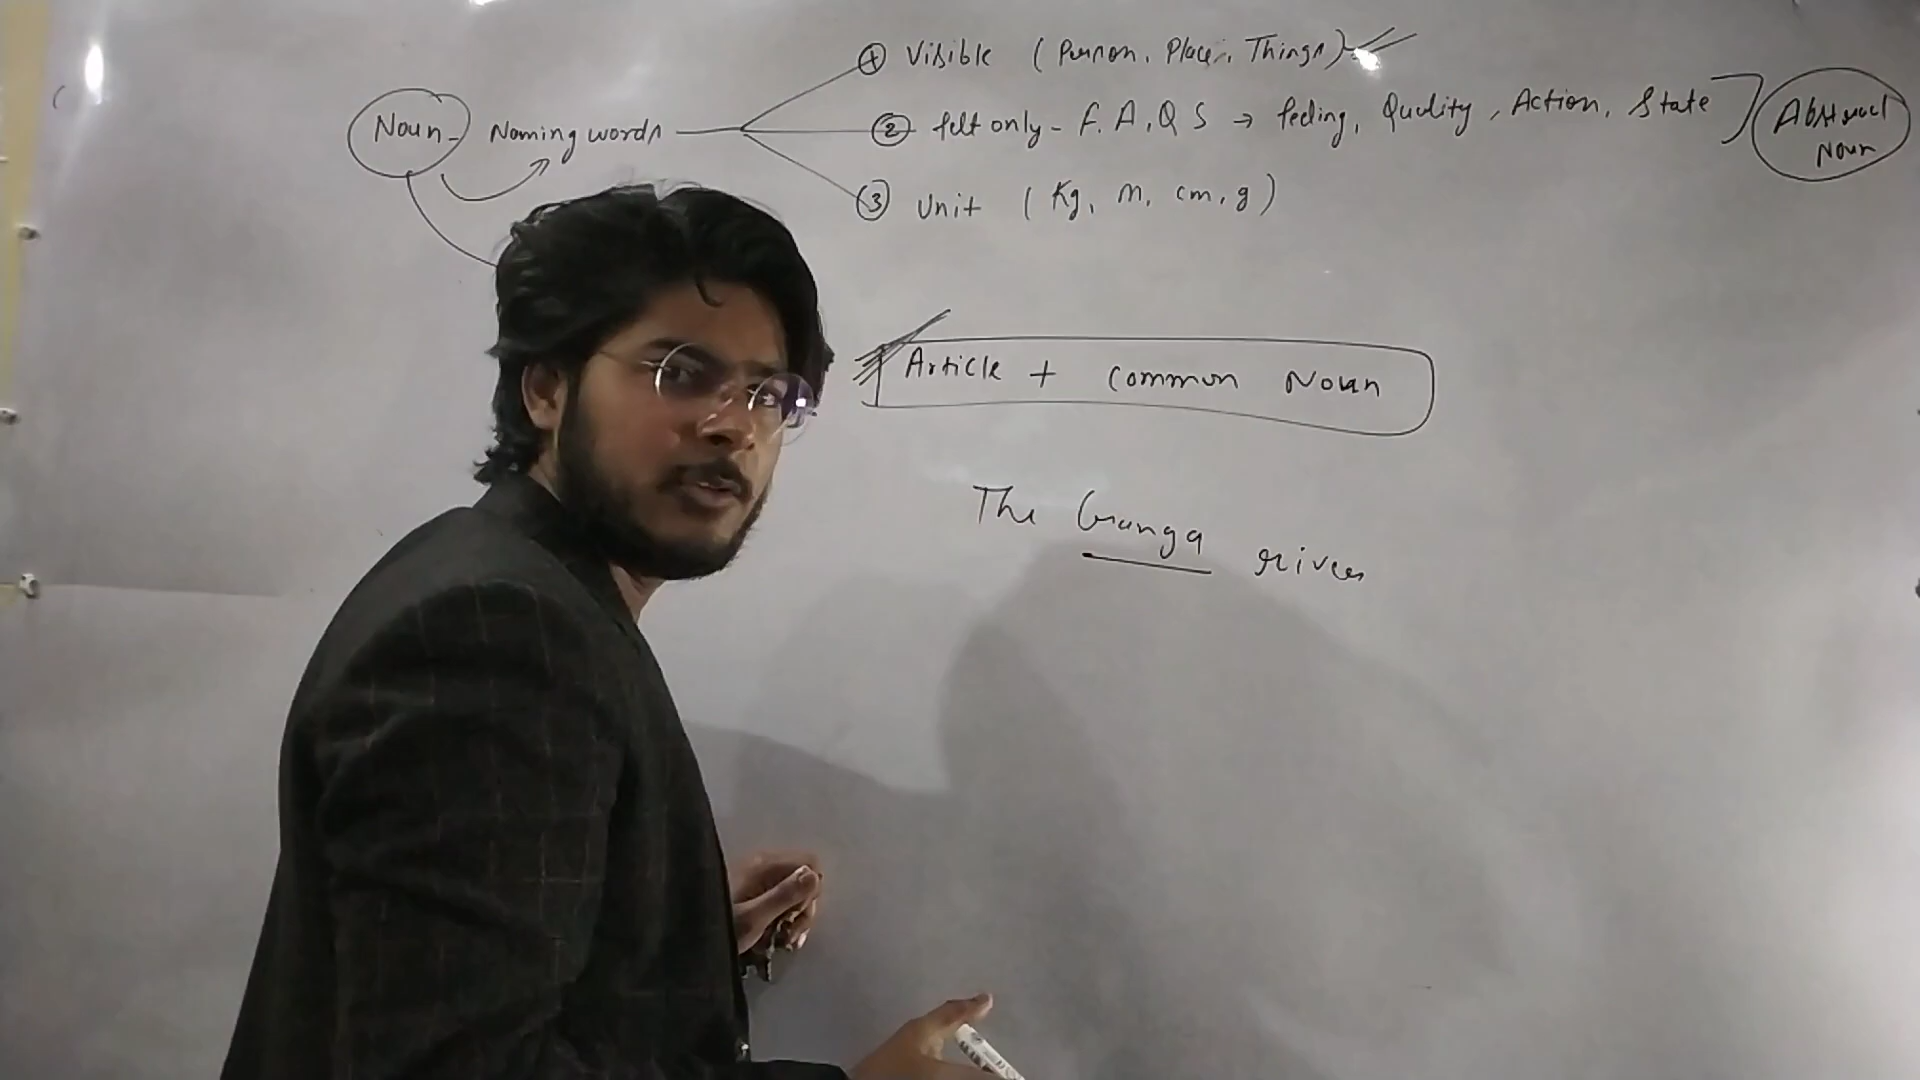 ① Visible ( Person, Place, Things )
Noun - Naming words
② felt only - F. A, Q S → feeling, Quality, Action, State
Abstract Noun
③ Unit ( Kg, m, cm, g )
Article + common Noun
The Ganga river